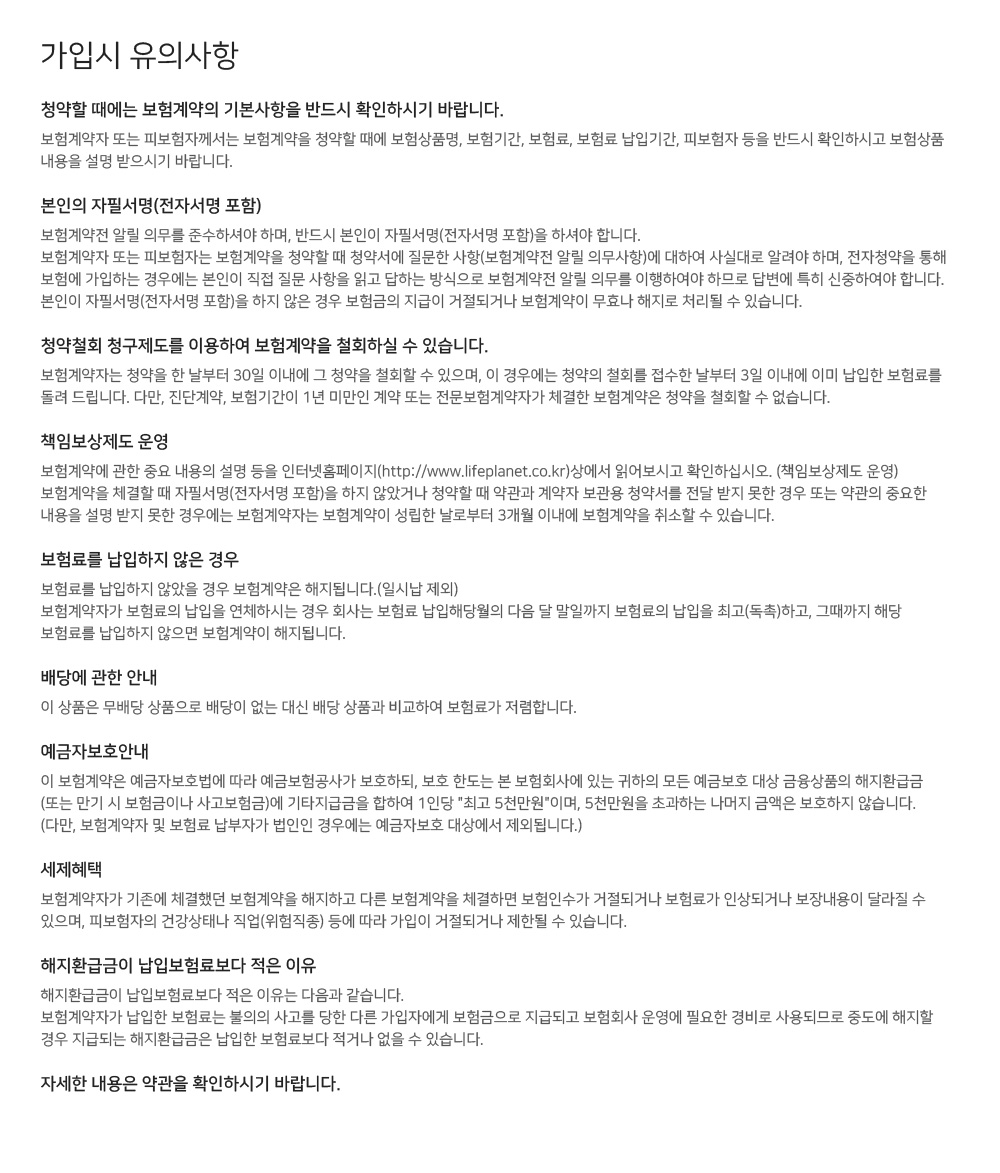 가입시 유의사항
청약할 때에는 보험계약의 기본사항을 반드시 확인하시기 바랍니다.
보험계약자 또는 피보험자께서는 보험계약을 청약할 때에 보험상품명, 보험기간, 보험료, 보험료 납입기간, 피보험자 등을 반드시 확인하시고 보험상품
내용을 설명 받으시기 바랍니다.
본인의 자필서명(전자서명 포함)
보험계약전 알릴 의무를 준수하셔야 하며, 반드시 본인이 자필서명(전자서명 포함)을 하셔야 합니다.
보험계약자 또는 피보험자는 보험계약을 청약할 때 청약서에 질문한 사항(보험계약전 알릴 의무사항)에 대하여 사실대로 알려야 하며, 전자청약을 통해
보험에 가입하는 경우에는 본인이 직접 질문 사항을 읽고 답하는 방식으로 보험계약전 알릴 의무를 이행하여야 하므로 답변에 특히 신중하여야 합니다.
본인이 자필서명(전자서명 포함)을 하지 않은 경우 보험금의 지급이 거절되거나 보험계약이 무효나 해지로 처리될 수 있습니다.
청약철회 청구제도를 이용하여 보험계약을 철회하실 수 있습니다.
보험계약자는 청약을 한 날부터 30일 이내에 그 청약을 철회할 수 있으며, 이 경우에는 청약의 철회를 접수한 날부터 3일 이내에 이미 납입한 보험료를
돌려 드립니다. 다만, 진단계약, 보험기간이 1년 미만인 계약 또는 전문보험계약자가 체결한 보험계약은 청약을 철회할 수 없습니다.
책임보상제도 운영
보험계약에 관한 중요 내용의 설명 등을 인터넷홈페이지(http://www.lifeplanet.co.kr)상에서 읽어보시고 확인하십시오. (책임보상제도 운영)
보험계약을 체결할 때 자필서명(전자서명 포함)을 하지 않았거나 청약할 때 약관과 계약자 보관용 청약서를 전달 받지 못한 경우 또는 약관의 중요한
내용을 설명 받지 못한 경우에는 보험계약자는 보험계약이 성립한 날로부터 3개월 이내에 보험계약을 취소할 수 있습니다.
보험료를 납입하지 않은 경우
보험료를 납입하지 않았을 경우 보험계약은 해지됩니다.(일시납 제외)
보험계약자가 보험료의 납입을 연체하시는 경우 회사는 보험료 납입해당월의 다음 달 말일까지 보험료의 납입을 최고(독촉)하고, 그때까지 해당
보험료를 납입하지 않으면 보험계약이 해지됩니다.
배당에 관한 안내
이 상품은 무배당 상품으로 배당이 없는 대신 배당 상품과 비교하여 보험료가 저렴합니다.
예금자보호안내
이 보험계약은 예금자보호법에 따라 예금보험공사가 보호하되, 보호 한도는 본 보험회사에 있는 귀하의 모든 예금보호 대상 금융상품의 해지환급금
(또는 만기 시 보험금이나 사고보험금)에 기타지급금을 합하여 1인당 "최고 5천만원"이며, 5천만원을 초과하는 나머지 금액은 보호하지 않습니다.
(다만, 보험계약자 및 보험료 납부자가 법인인 경우에는 예금자보호 대상에서 제외됩니다.)
세제혜택
보험계약자가 기존에 체결했던 보험계약을 해지하고 다른 보험계약을 체결하면 보험인수가 거절되거나 보험료가 인상되거나 보장내용이 달라질 수
있으며, 피보험자의 건강상태나 직업(위험직종) 등에 따라 가입이 거절되거나 제한될 수 있습니다.
해지환급금이 납입보험료보다 적은 이유
해지환급금이 납입보험료보다 적은 이유는 다음과 같습니다.
보험계약자가 납입한 보험료는 불의의 사고를 당한 다른 가입자에게 보험금으로 지급되고 보험회사 운영에 필요한 경비로 사용되므로 중도에 해지할
경우 지급되는 해지환급금은 납입한 보험료보다 적거나 없을 수 있습니다.
자세한 내용은 약관을 확인하시기 바랍니다.